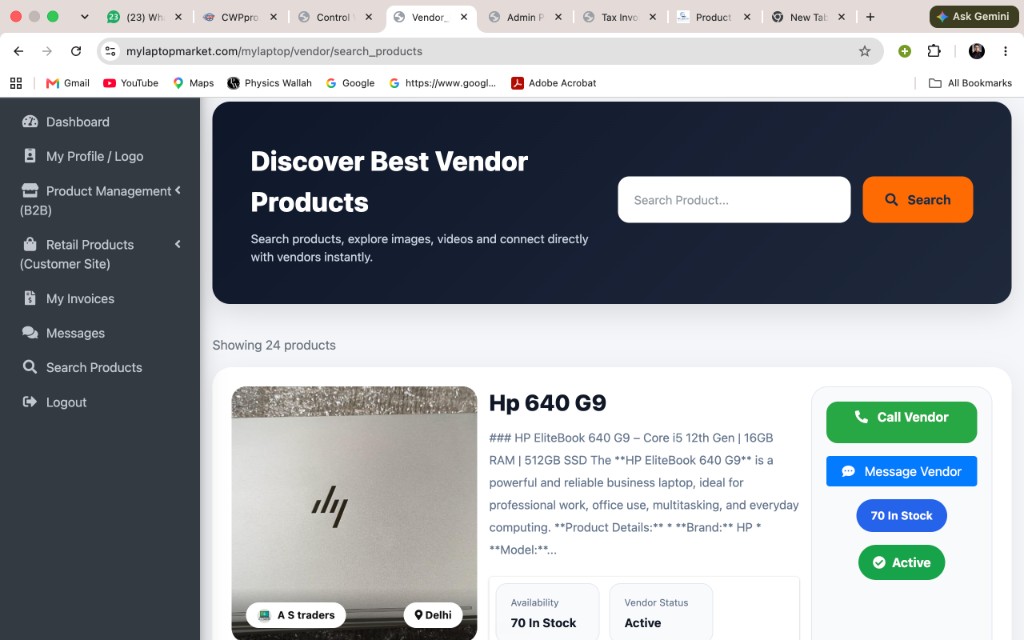 (23) Wh
CWPpro
Control
Vendor_
Admin P
Tax Invo
Product
New Tab
Ask Gemini
mylaptopmarket.com/mylaptop/vendor/search_products
Gmail
YouTube
Maps
Physics Wallah
Google
https://www.googl...
Adobe Acrobat
All Bookmarks
Dashboard
My Profile / Logo
Product Management
(B2B)
Retail Products
(Customer Site)
My Invoices
Messages
Search Products
Logout
Discover Best Vendor
Products
Search products, explore images, videos and connect directly
with vendors instantly.
Search Product...
Search
Showing 24 products
hp
A S traders
Delhi
Hp 640 G9
### HP EliteBook 640 G9 – Core i5 12th Gen | 16GB
RAM | 512GB SSD The **HP EliteBook 640 G9** is a
powerful and reliable business laptop, ideal for
professional work, office use, multitasking, and everyday
computing. **Product Details:** * **Brand:** HP *
**Model:**...
Availability
70 In Stock
Vendor Status
Active
Call Vendor
Message Vendor
70 In Stock
Active